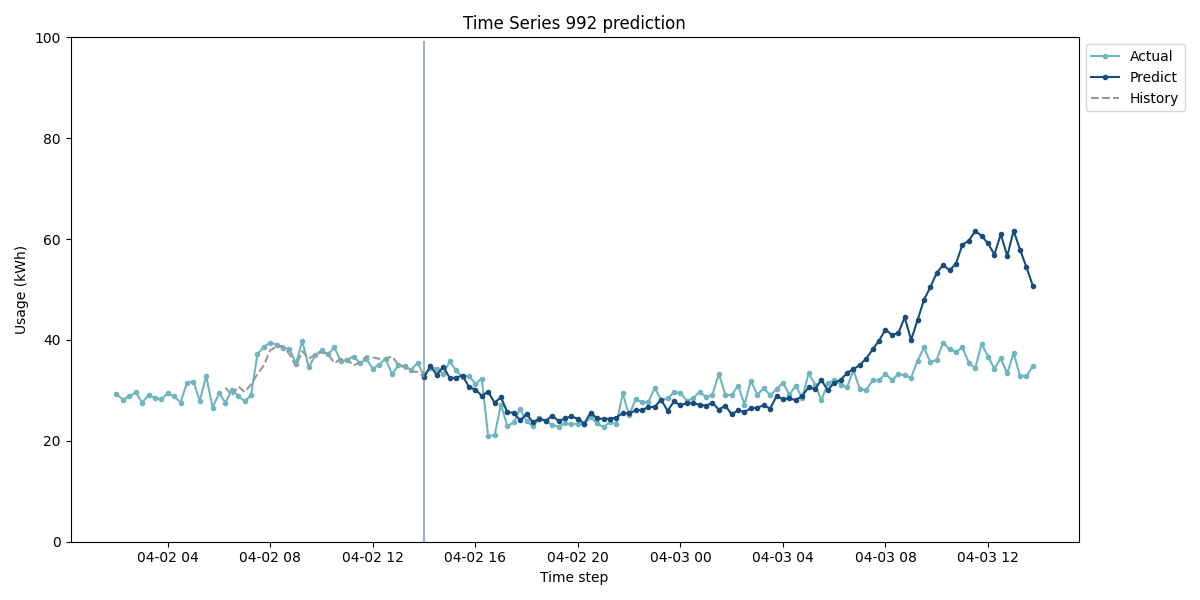 Time Series 992 prediction
Usage (kWh)
100
80
60
40
20
0
04-02 04
04-02 08
04-02 12
04-02 16
04-02 20
04-03 00
04-03 04
04-03 08
04-03 12
Time step
Actual
Predict
History